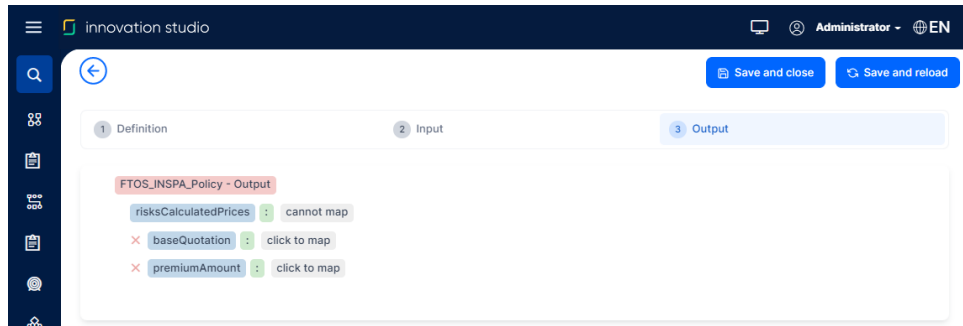 innovation studio
Administrator
EN
Save and close
Save and reload
1 Definition
2 Input
3 Output
FTOS_INSPA_Policy - Output
risksCalculatedPrices : cannot map
baseQuotation : click to map
premiumAmount : click to map